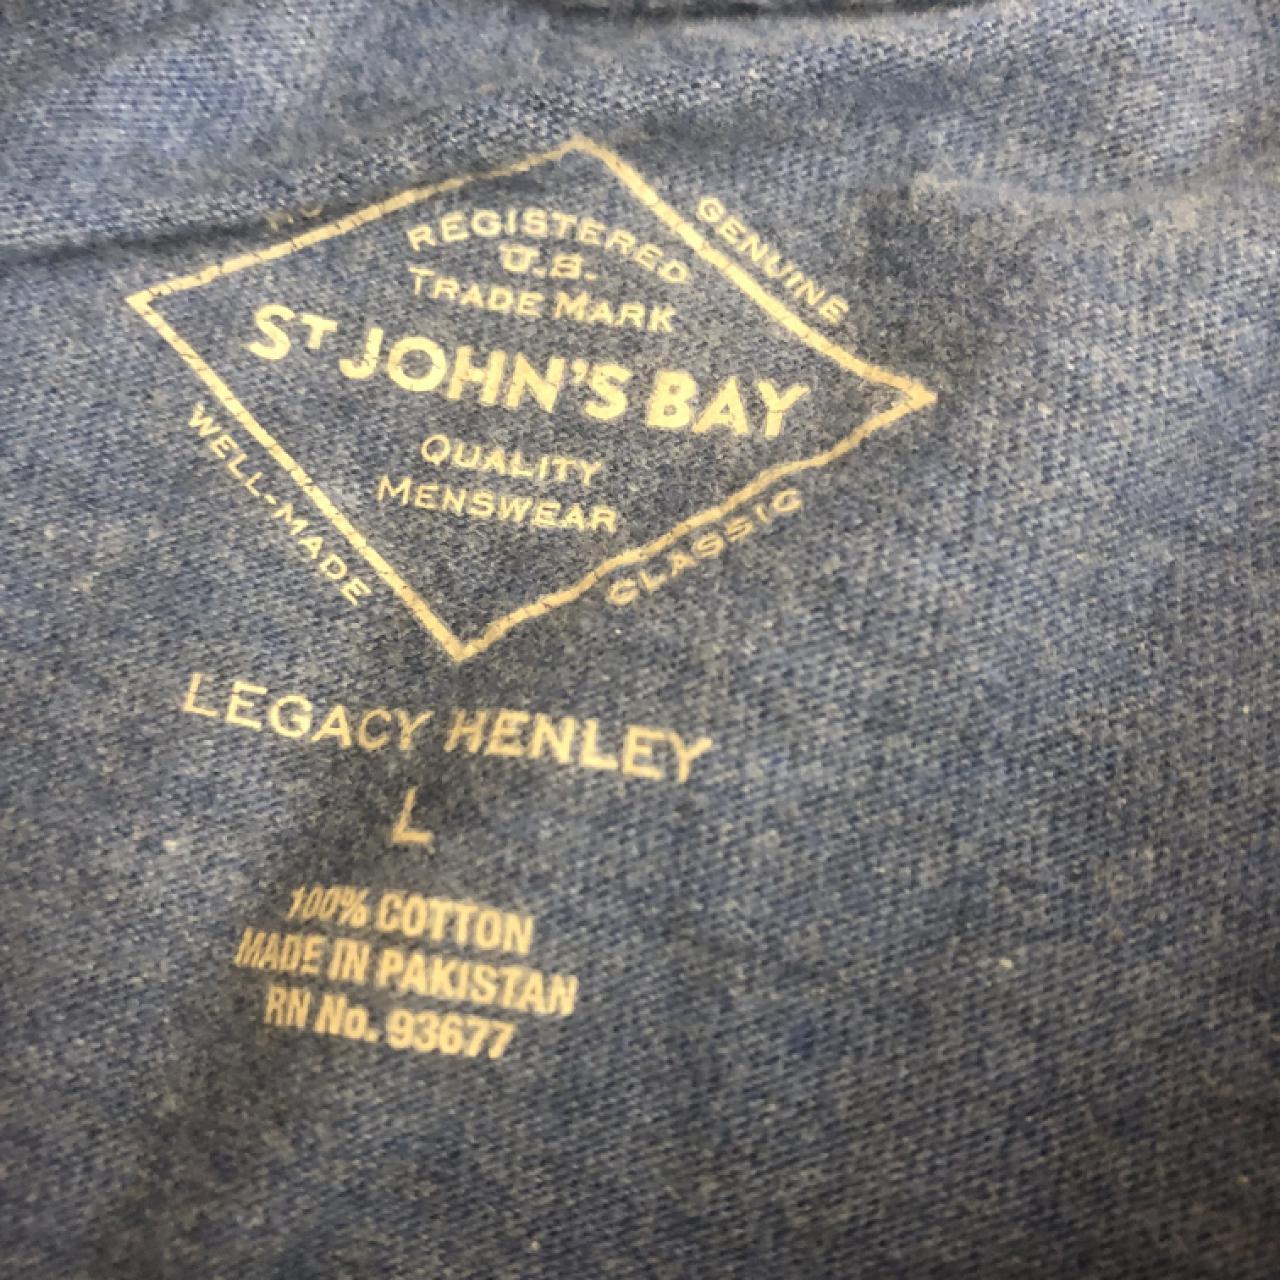 GENUINE
REGISTERED
U.S.
TRADE MARK
ST JOHN'S BAY
QUALITY
MENSWEAR
WELL-MADE
CLASSIC
LEGACY HENLEY
L
100% COTTON
MADE IN PAKISTAN
RN No. 93677